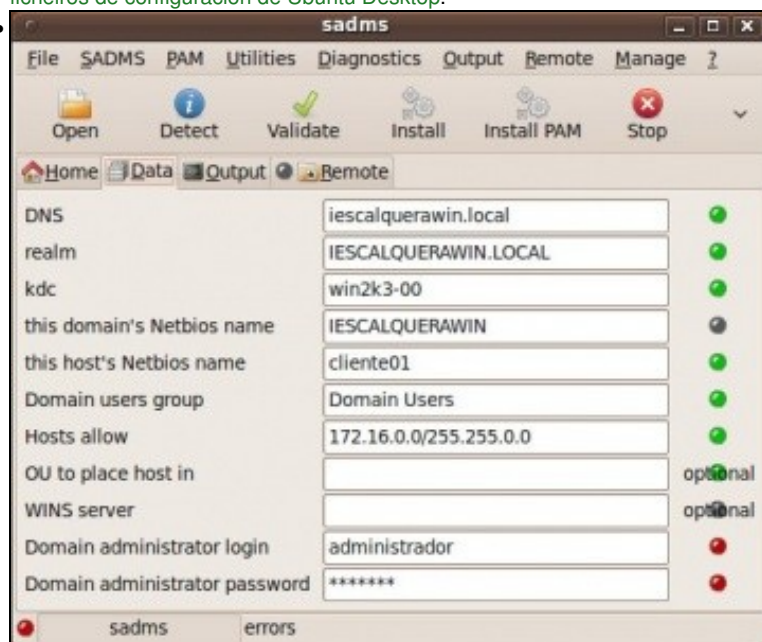 ficheiros de configuración de Ubuntu Desktop.
sadms
File SADMS PAM Utilities Diagnostics Output Remote Manage ?
Open Detect Validate Install Install PAM Stop
Home Data Output Remote
DNS iescalquerawin.local
realm IESCALQUERAWIN.LOCAL
kdc win2k3-00
this domain's Netbios name IESCALQUERAWIN
this host's Netbios name cliente01
Domain users group Domain Users
Hosts allow 172.16.0.0/255.255.0.0
OU to place host in optional
WINS server optional
Domain administrator login administrador
Domain administrator password *******
sadms errors